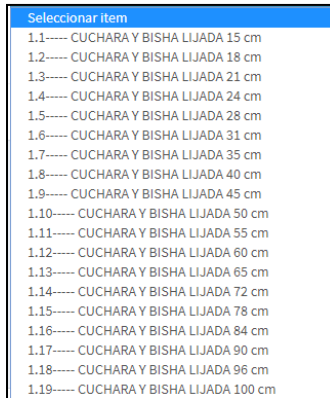 Seleccionar item
1.1----- CUCHARA Y BISHA LIJADA 15 cm
1.2----- CUCHARA Y BISHA LIJADA 18 cm
1.3----- CUCHARA Y BISHA LIJADA 21 cm
1.4----- CUCHARA Y BISHA LIJADA 24 cm
1.5----- CUCHARA Y BISHA LIJADA 28 cm
1.6----- CUCHARA Y BISHA LIJADA 31 cm
1.7----- CUCHARA Y BISHA LIJADA 35 cm
1.8----- CUCHARA Y BISHA LIJADA 40 cm
1.9----- CUCHARA Y BISHA LIJADA 45 cm
1.10----- CUCHARA Y BISHA LIJADA 50 cm
1.11----- CUCHARA Y BISHA LIJADA 55 cm
1.12----- CUCHARA Y BISHA LIJADA 60 cm
1.13----- CUCHARA Y BISHA LIJADA 65 cm
1.14----- CUCHARA Y BISHA LIJADA 72 cm
1.15----- CUCHARA Y BISHA LIJADA 78 cm
1.16----- CUCHARA Y BISHA LIJADA 84 cm
1.17----- CUCHARA Y BISHA LIJADA 90 cm
1.18----- CUCHARA Y BISHA LIJADA 96 cm
1.19----- CUCHARA Y BISHA LIJADA 100 cm